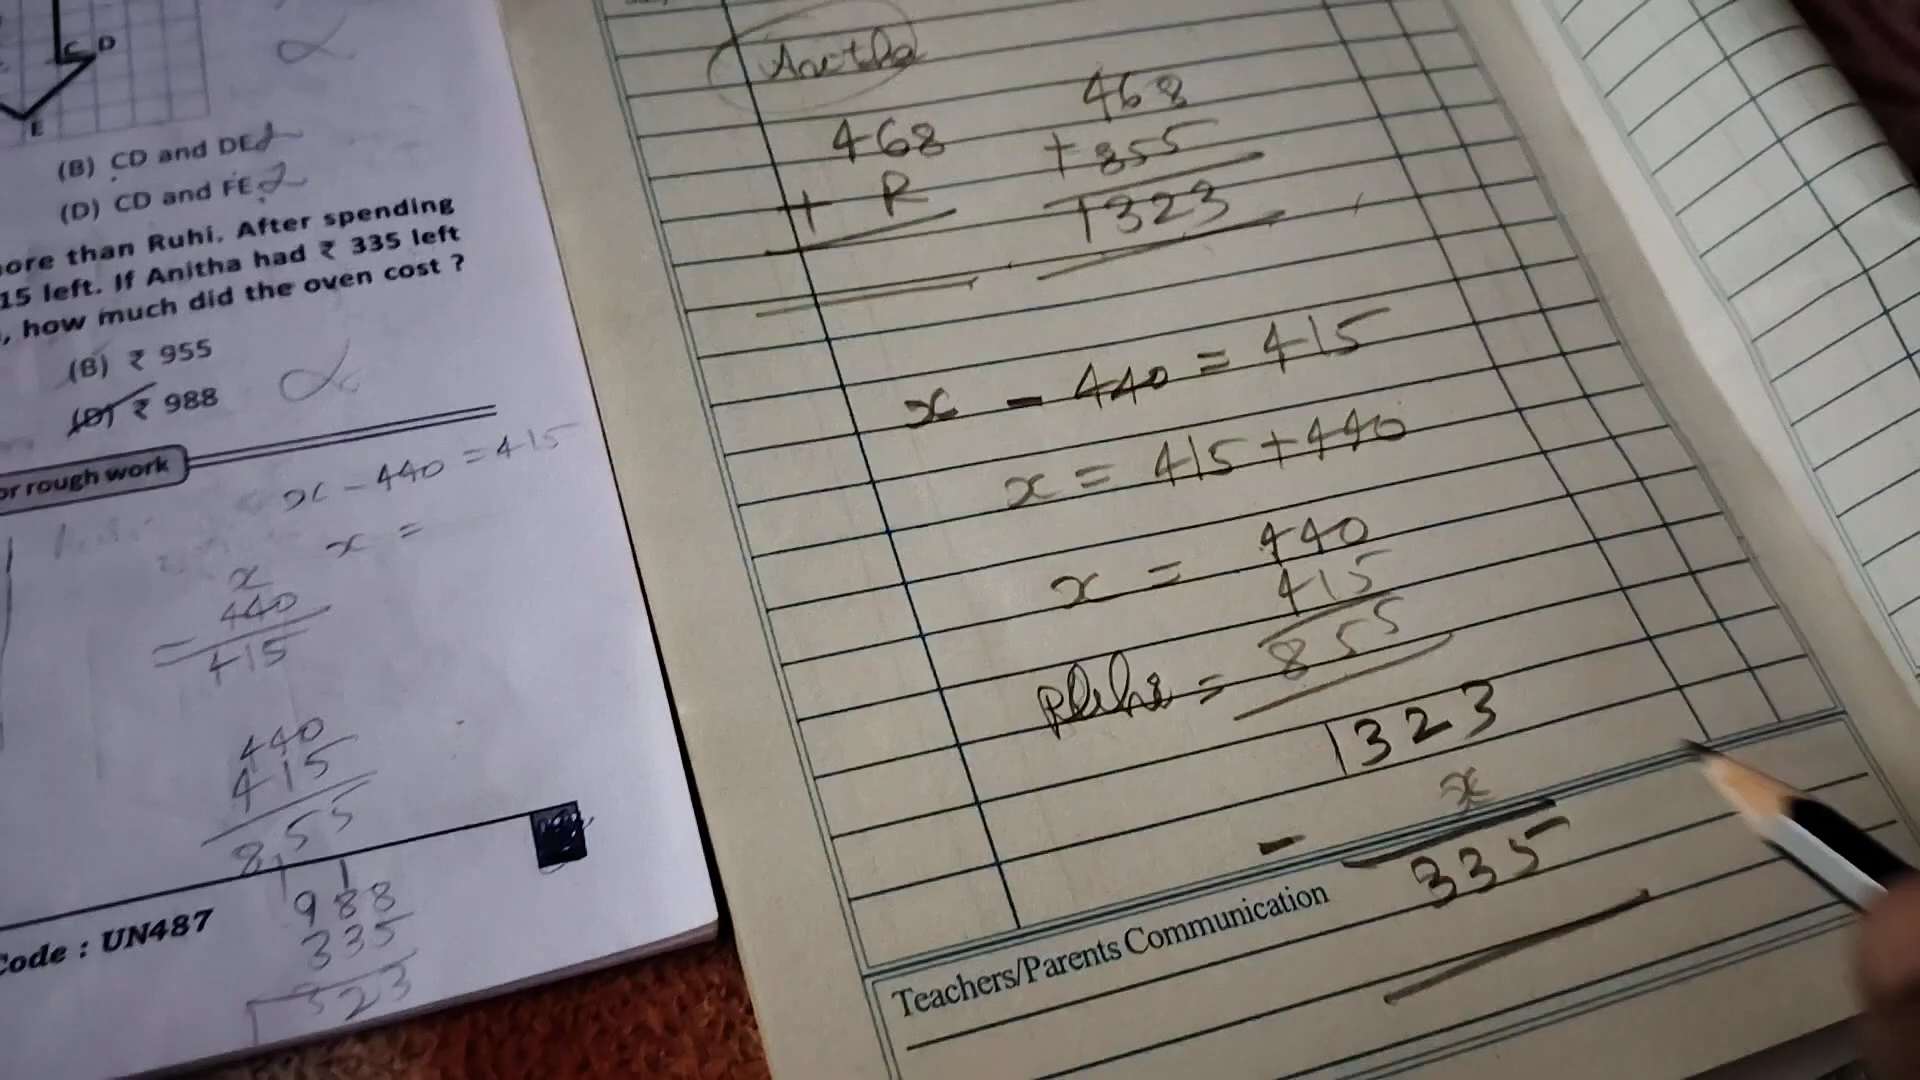 C D
E
(B) CD and DE
(D) CD and FE
ore than Ruhi. After spending
15 left. If Anitha had ₹ 335 left
, how much did the oven cost ?
(B) ₹ 955
(D) ₹ 988
or rough work
x - 440 = 415
x =
x
440
= 415
440
415
855
1 1
988
335
1323
Code : UN487
Anitha
468
+ R
468
+ 855
1323
x - 440 = 415
x = 415 + 440
x = 440
415
= 855
1323
- x
335
Teachers/Parents Communication